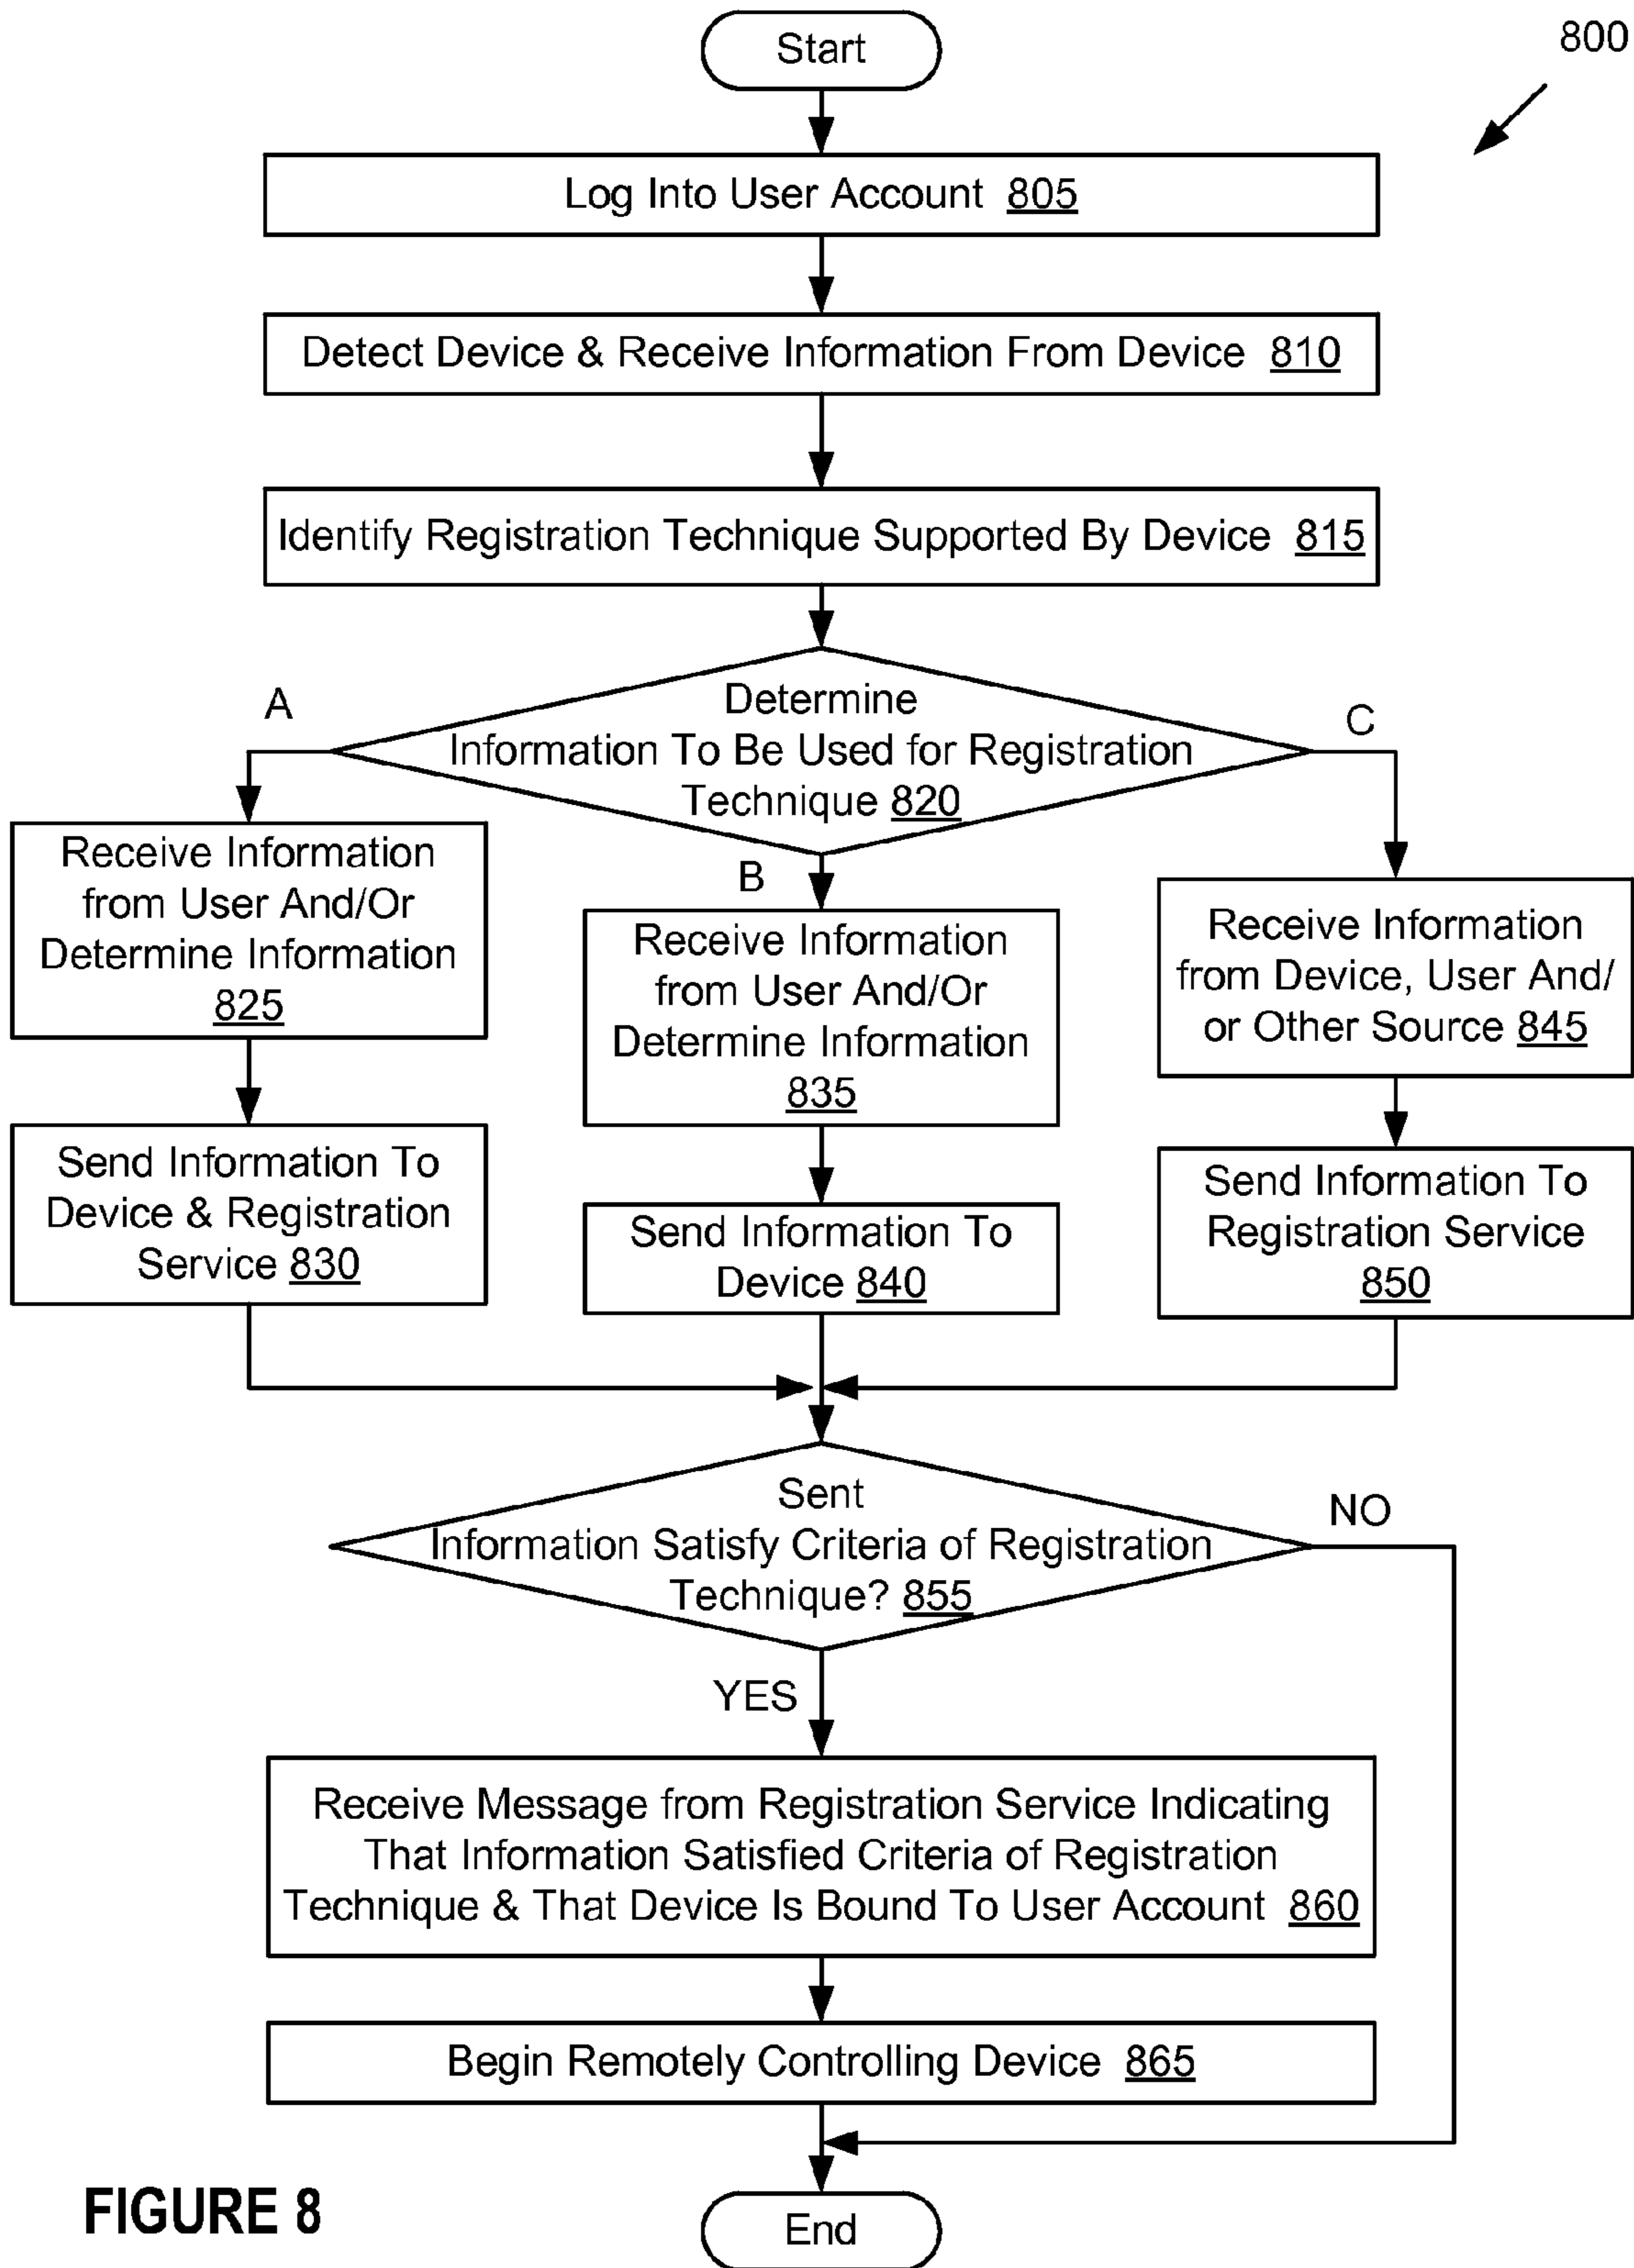 Start
800
Log Into User Account 805
Detect Device & Receive Information From Device 810
Identify Registration Technique Supported By Device 815
Determine
Information To Be Used for Registration
Technique 820
A
B
C
Receive Information
from User And/Or
Determine Information
825
Send Information To
Device & Registration
Service 830
Receive Information
from User And/Or
Determine Information
835
Send Information To
Device 840
Receive Information
from Device, User And/
or Other Source 845
Send Information To
Registration Service
850
Sent
Information Satisfy Criteria of Registration
Technique? 855
NO
YES
Receive Message from Registration Service Indicating
That Information Satisfied Criteria of Registration
Technique & That Device Is Bound To User Account 860
Begin Remotely Controlling Device 865
End
FIGURE 8